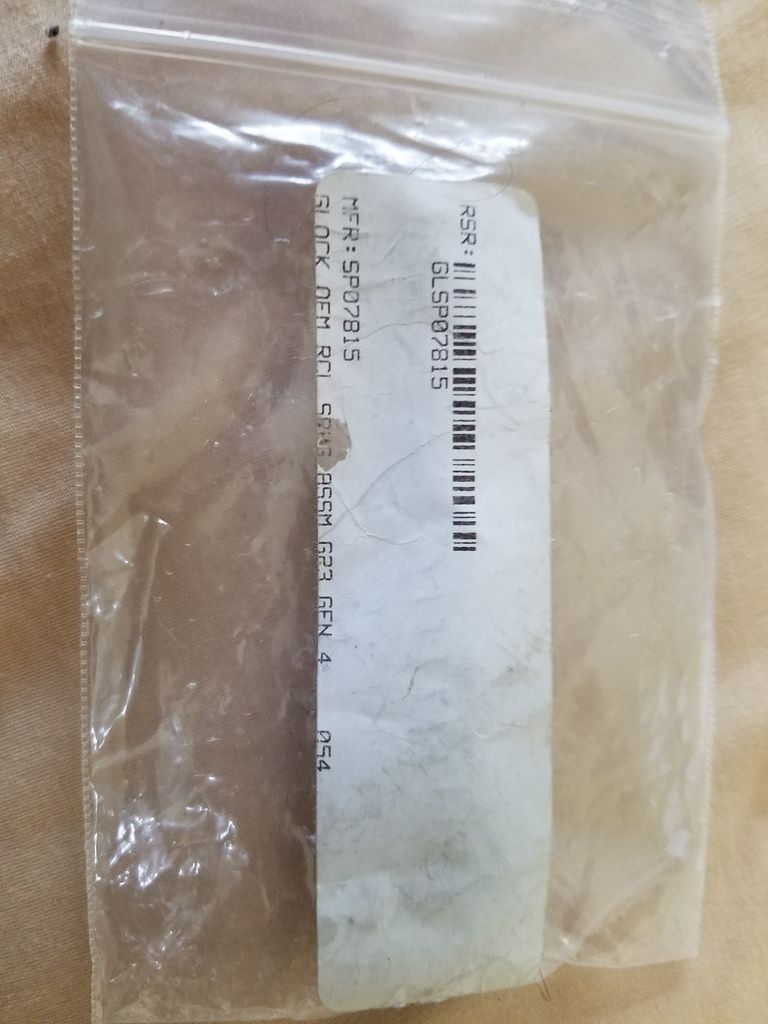 RSR:
GLSP07815
MFR:SP07815
GLOCK OEM RCL SPRG ASSM G23 GEN 4 054